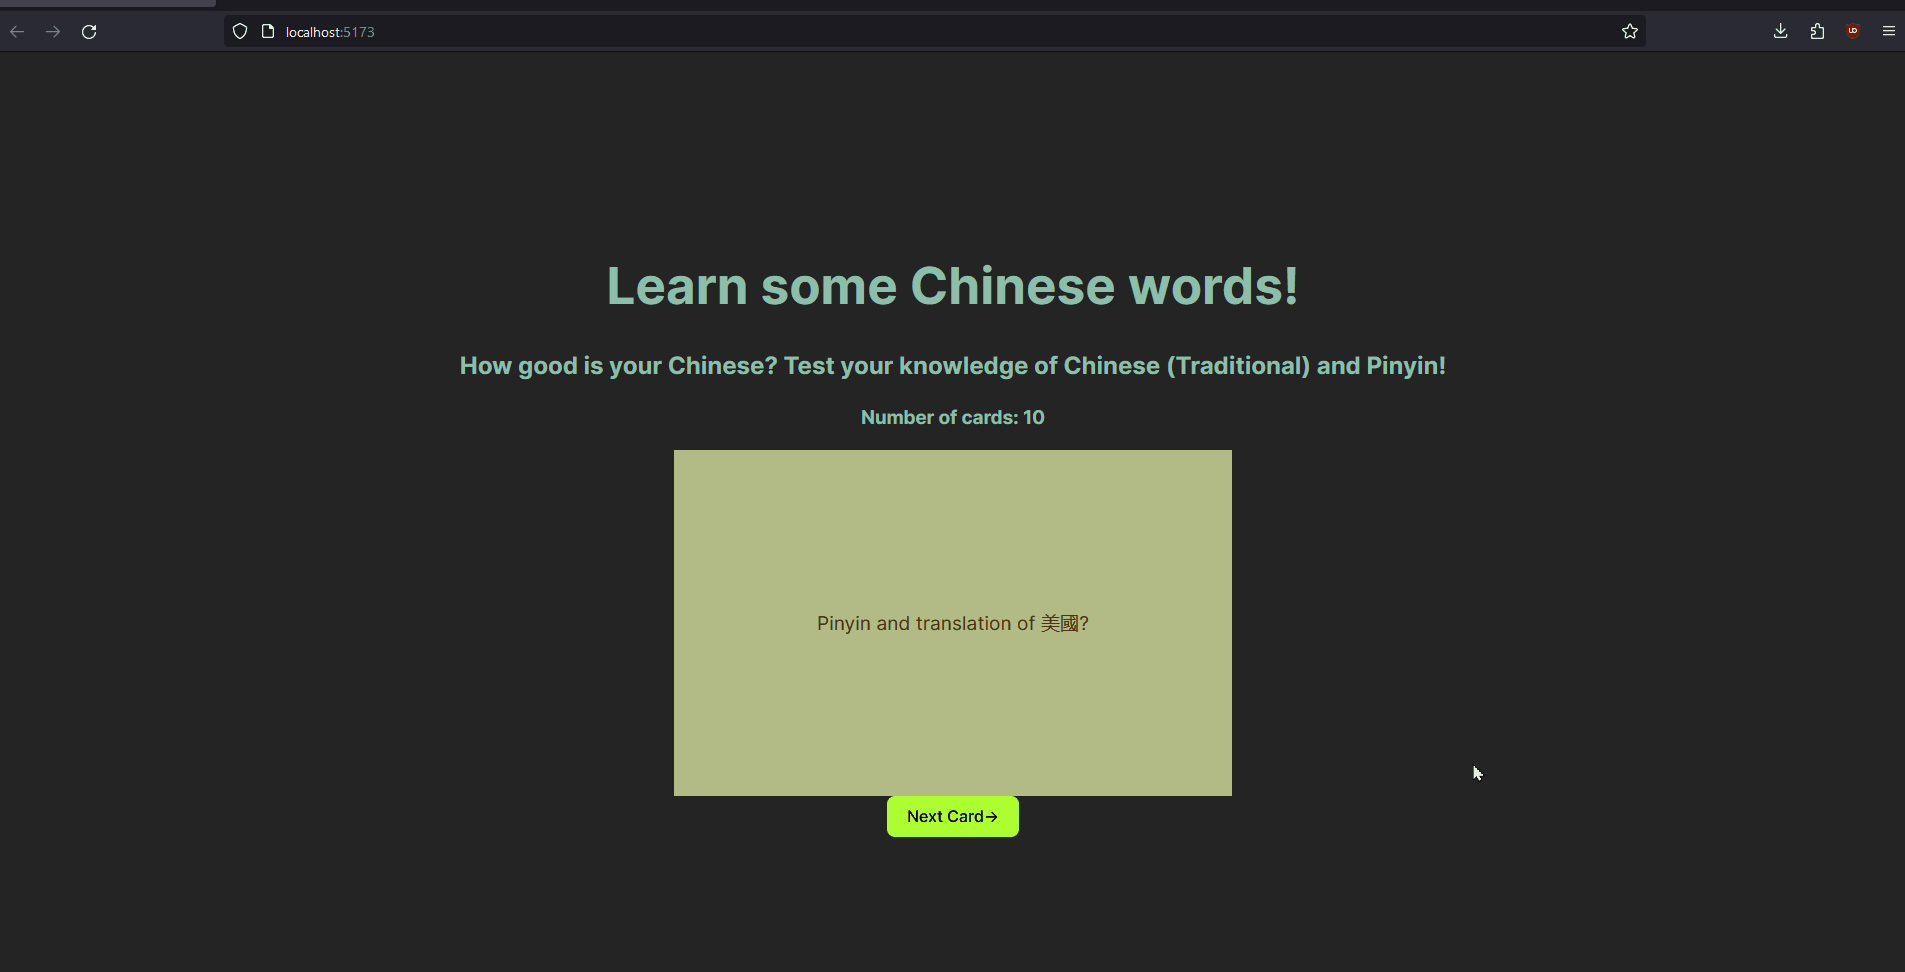 localhost:5173
Learn some Chinese words!
How good is your Chinese? Test your knowledge of Chinese (Traditional) and Pinyin!
Number of cards: 10
Pinyin and translation of 美國?
Next Card→